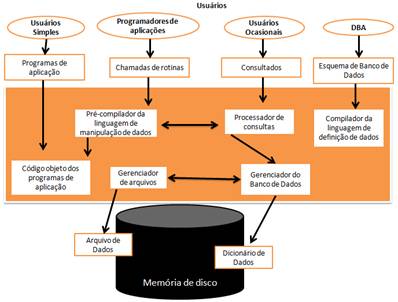 Usuários
Usuários
Simples
Programadores de
aplicações
Usuários
Ocasionais
DBA
Programas de
aplicação
Chamadas de rotinas
Consultados
Esquema de Banco de
Dados
Pré-compilador da
linguagem de
manipulação de dados
Processador de
consultas
Compilador da
linguagem de
definição de dados
Código objeto dos
programas de
aplicação
Gerenciador
de arquivos
Gerenciador do
Banco de Dados
Arquivo de
Dados
Dicionário de
Dados
Memória de disco